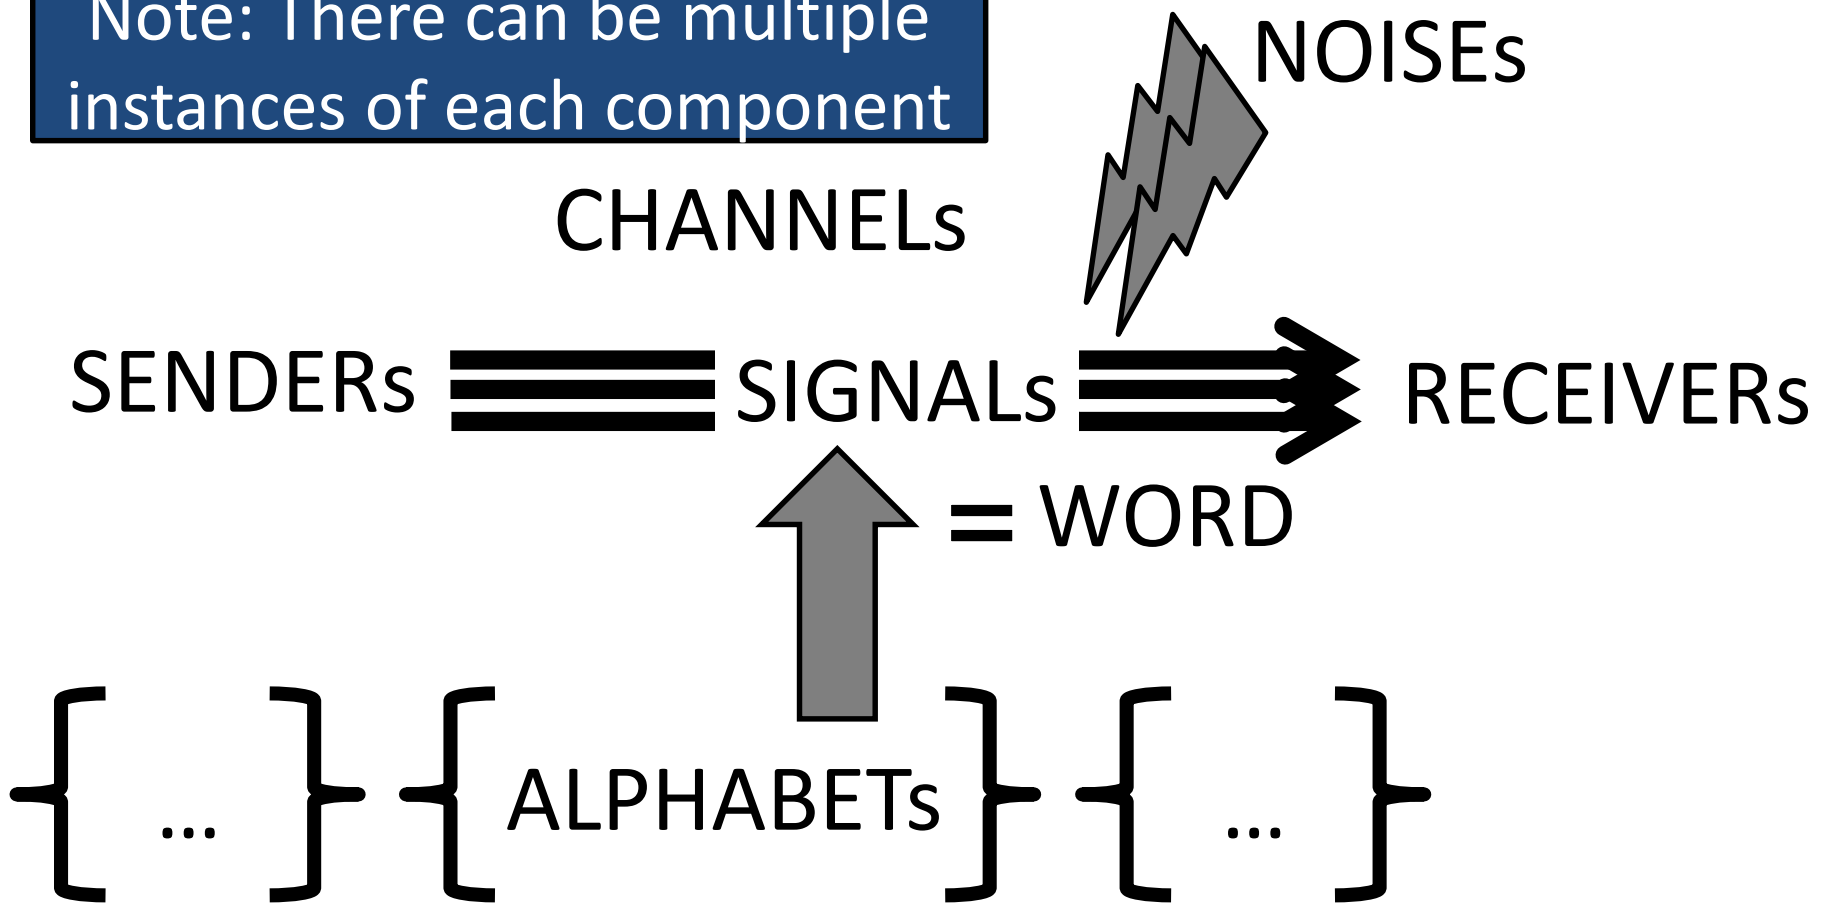 Note: There can be multiple
instances of each component
NOISEs
CHANNELs
SENDERs SIGNALs RECEIVERs
= WORD
{ ... } { ALPHABETs } { ... }